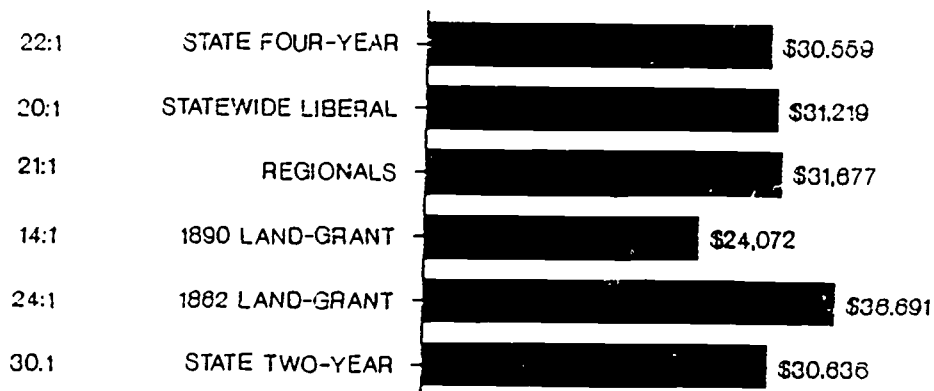 22:1 STATE FOUR-YEAR $30,559
20:1 STATEWIDE LIBERAL $31,219
21:1 REGIONALS $31,677
14:1 1890 LAND-GRANT $24,072
24:1 1862 LAND-GRANT $36,691
30.1 STATE TWO-YEAR $30,636